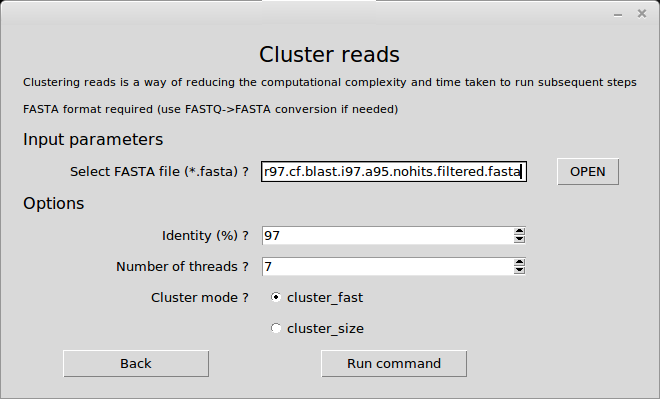 Cluster reads
Clustering reads is a way of reducing the computational complexity and time taken to run subsequent steps
FASTA format required (use FASTQ->FASTA conversion if needed)
Input parameters
Select FASTA file (*.fasta) ? r97.cf.blast.i97.a95.nohits.filtered.fasta OPEN
Options
Identity (%) ? 97
Number of threads ? 7
Cluster mode ? cluster_fast
cluster_size
Back Run command